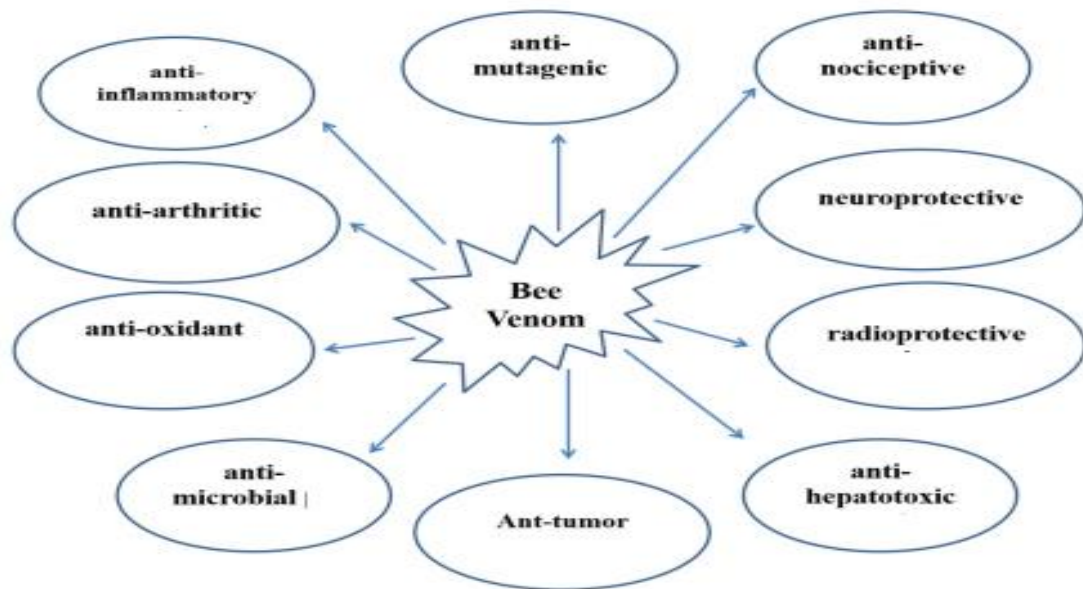 anti-
mutagenic
anti-
nociceptive
anti-
inflammatory
anti-arthritic
neuroprotective
Bee
Venom
anti-oxidant
radioprotective
anti-
microbial
Ant-tumor
anti-
hepatotoxic